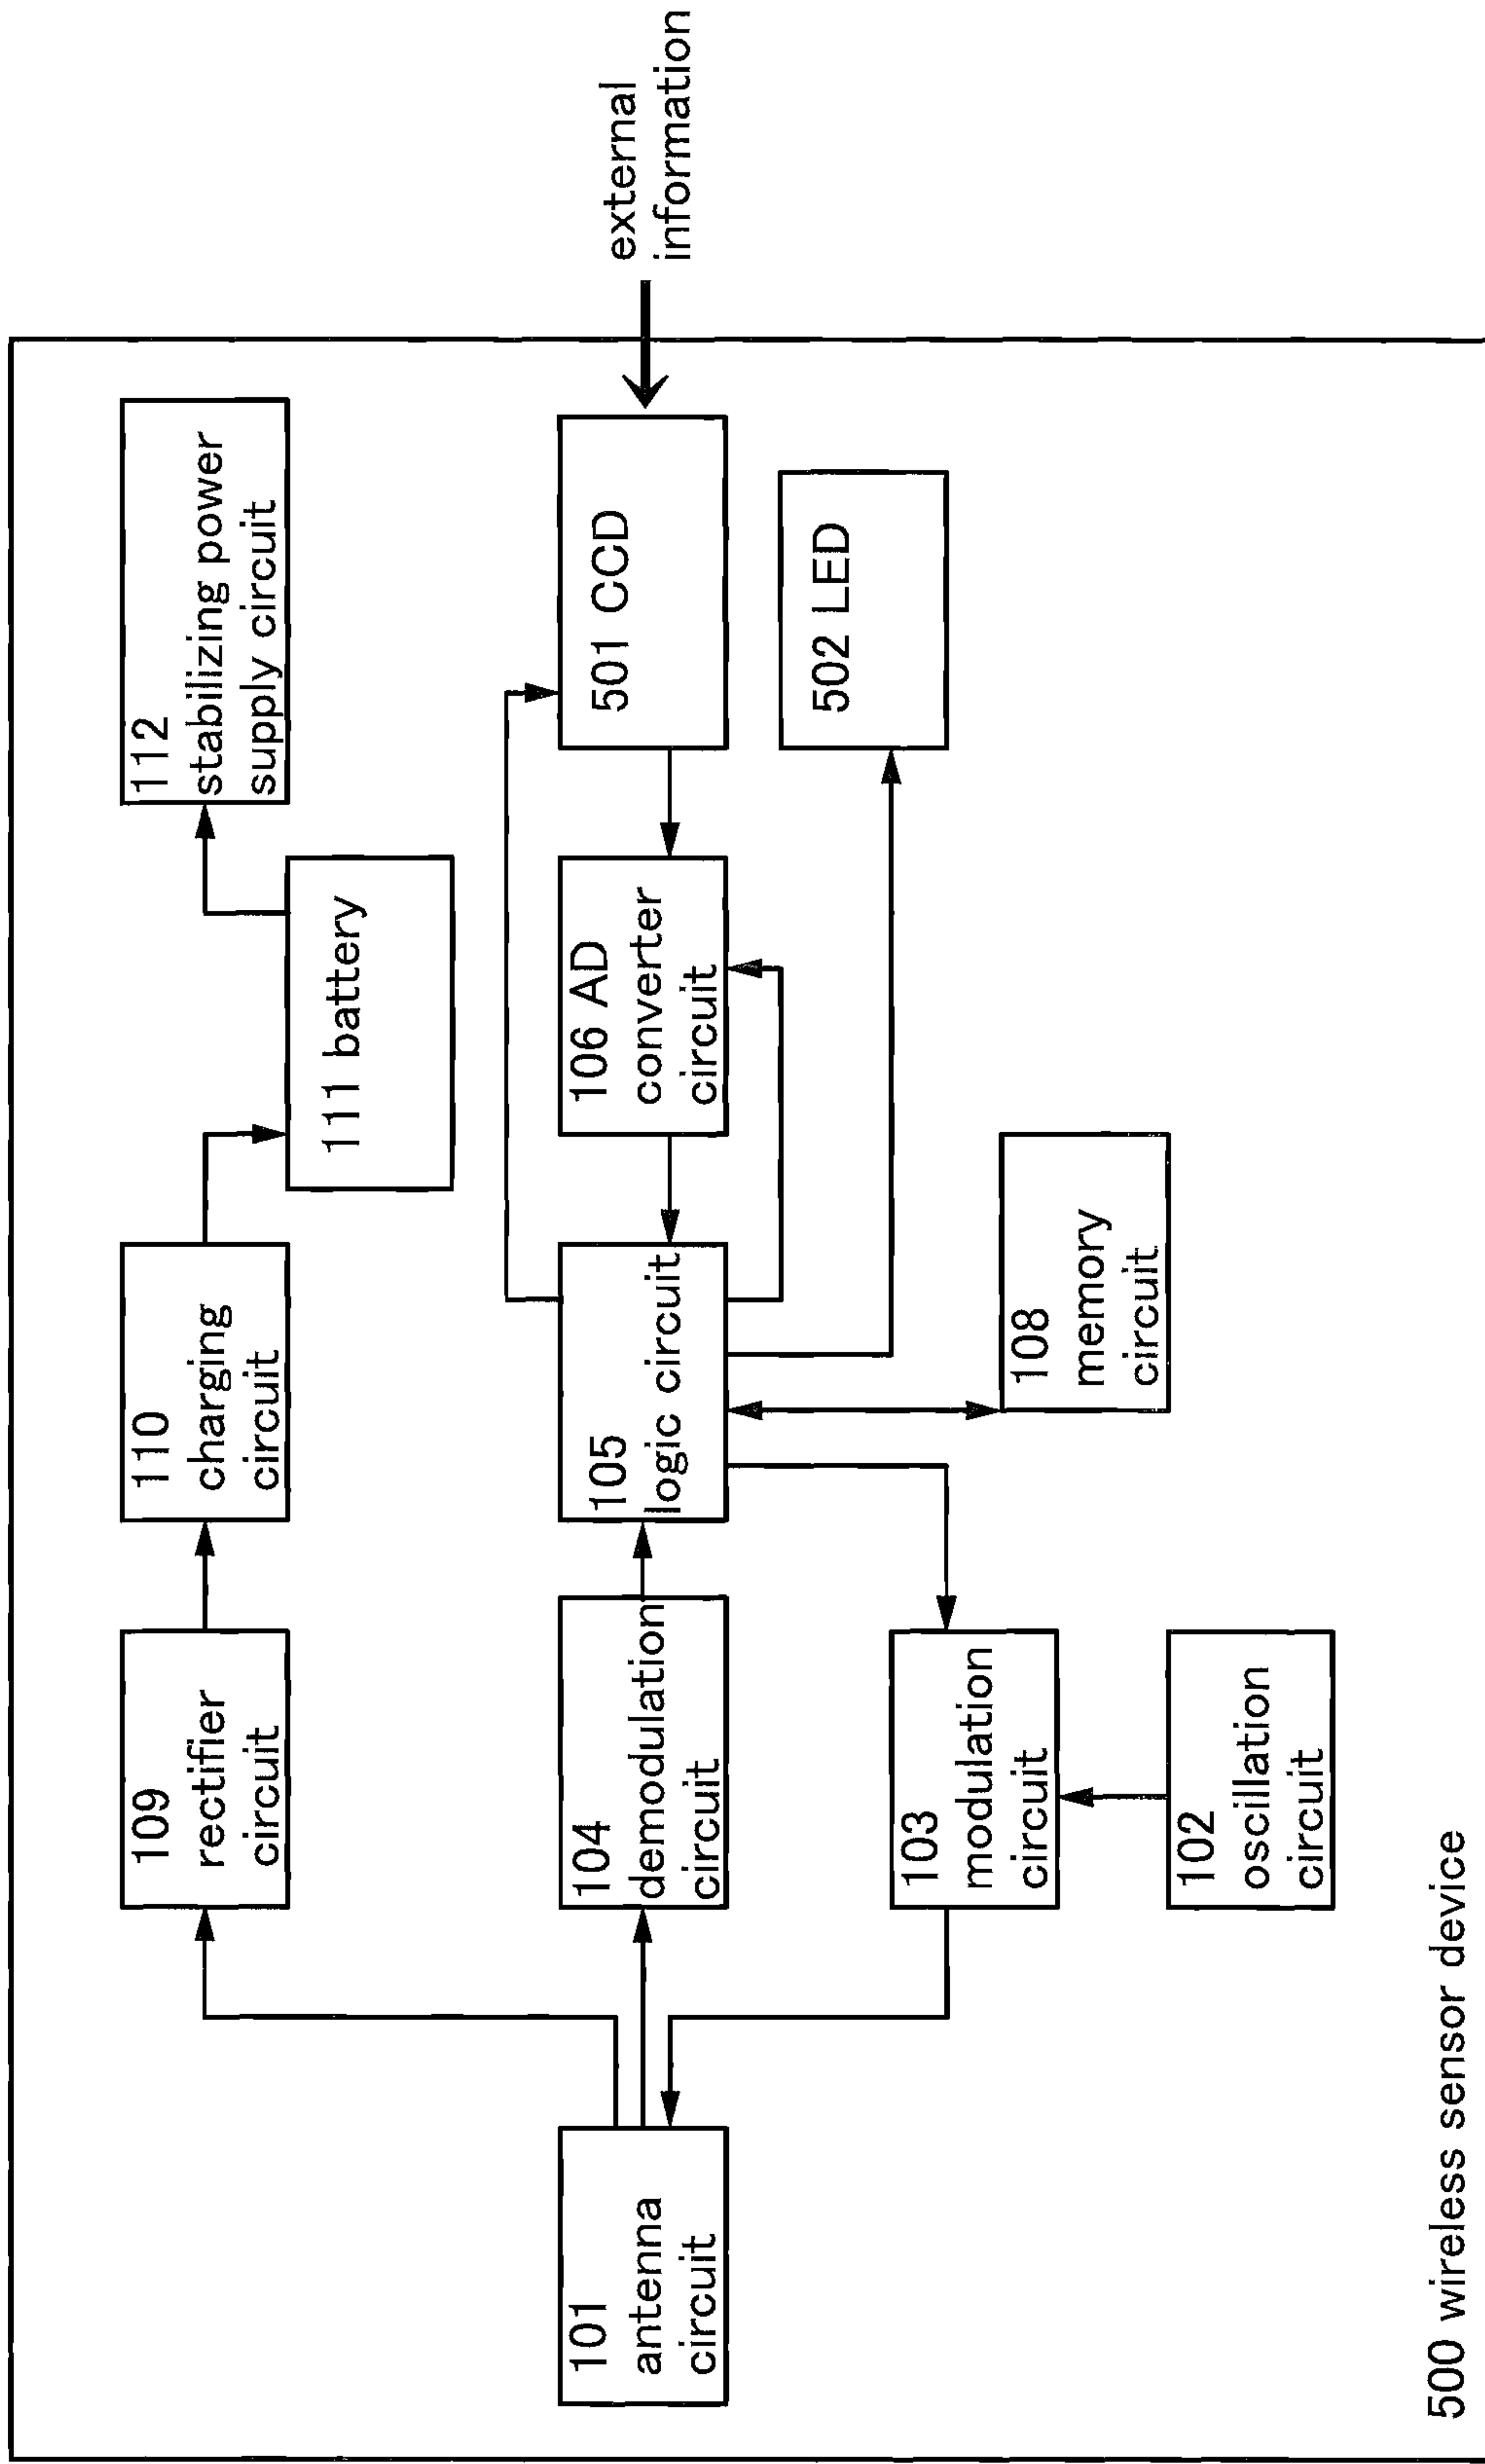 109
rectifier
circuit
110
charging
circuit
111 battery
112
stabilizing power
supply circuit
101
antenna
circuit
104
demodulation
circuit
105
logic circuit
106 AD
converter
circuit
501 CCD
external
information
502 LED
103
modulation
circuit
108
memory
circuit
102
oscillation
circuit
500 wireless sensor device